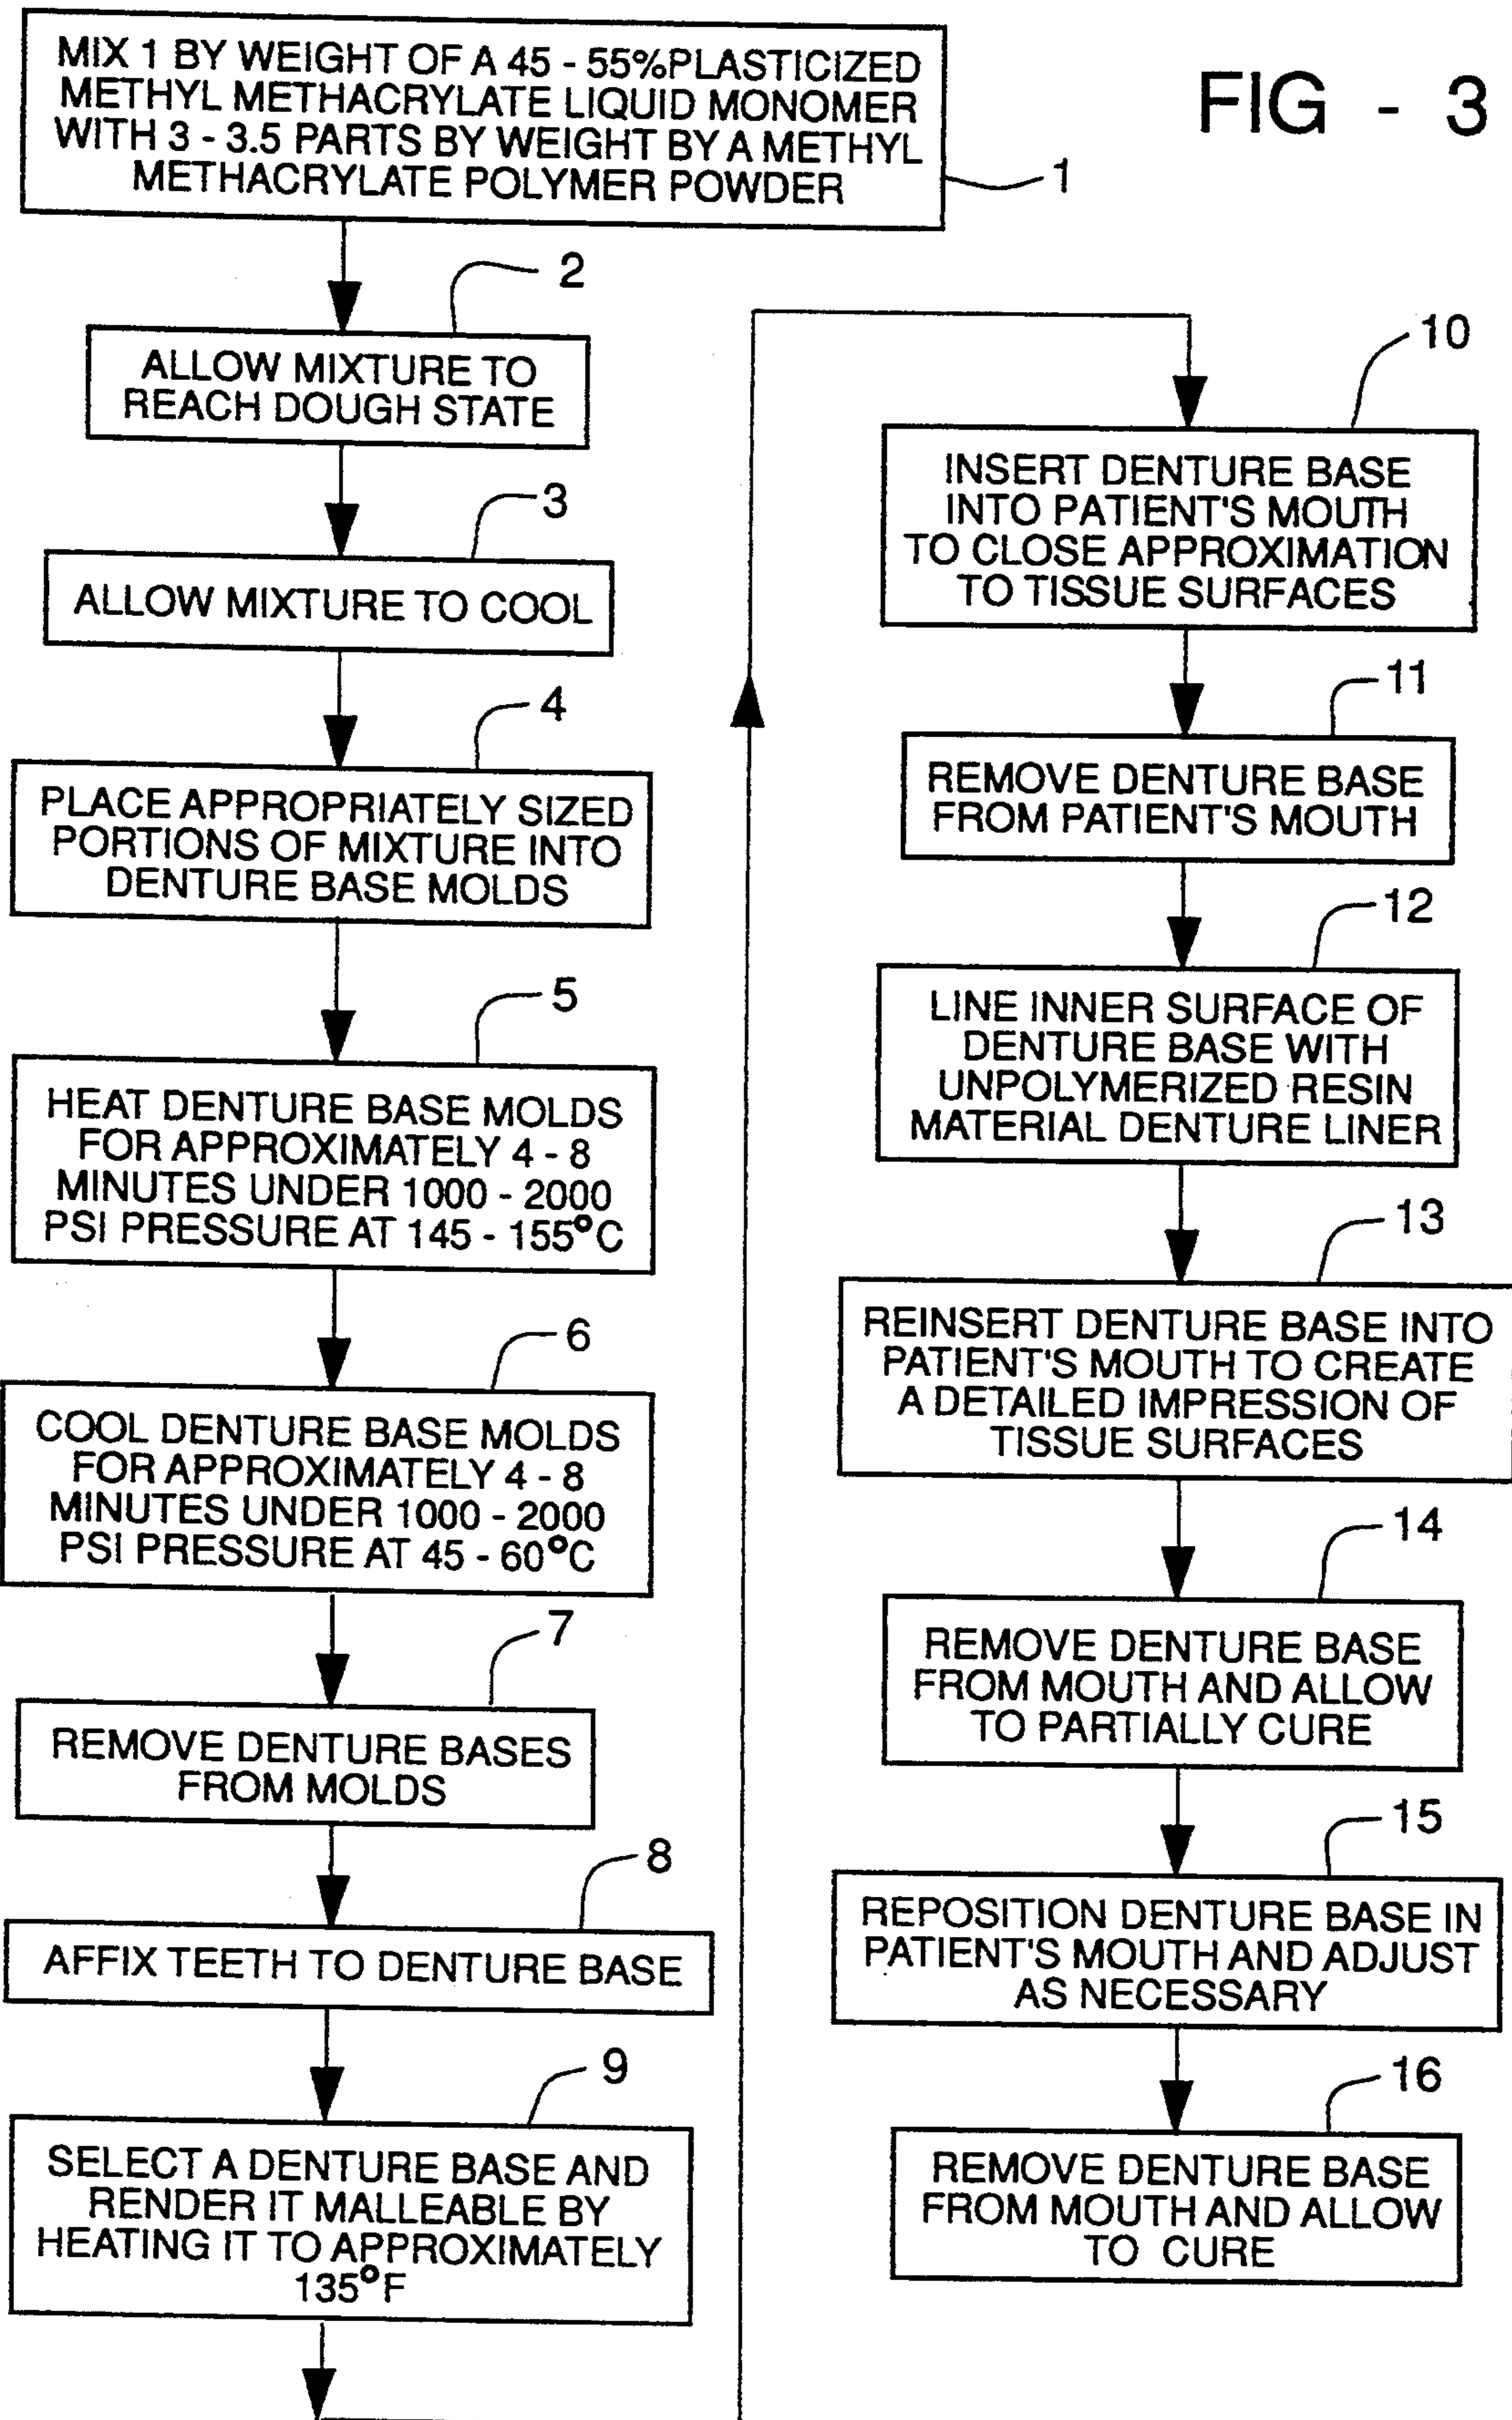 FIG - 3
MIX 1 BY WEIGHT OF A 45 - 55%PLASTICIZED
METHYL METHACRYLATE LIQUID MONOMER
WITH 3 - 3.5 PARTS BY WEIGHT BY A METHYL
METHACRYLATE POLYMER POWDER
1
2
ALLOW MIXTURE TO
REACH DOUGH STATE
3
ALLOW MIXTURE TO COOL
4
PLACE APPROPRIATELY SIZED
PORTIONS OF MIXTURE INTO
DENTURE BASE MOLDS
5
HEAT DENTURE BASE MOLDS
FOR APPROXIMATELY 4 - 8
MINUTES UNDER 1000 - 2000
PSI PRESSURE AT 145 - 155°C
6
COOL DENTURE BASE MOLDS
FOR APPROXIMATELY 4 - 8
MINUTES UNDER 1000 - 2000
PSI PRESSURE AT 45 - 60°C
7
REMOVE DENTURE BASES
FROM MOLDS
8
AFFIX TEETH TO DENTURE BASE
9
SELECT A DENTURE BASE AND
RENDER IT MALLEABLE BY
HEATING IT TO APPROXIMATELY
135°F
10
INSERT DENTURE BASE
INTO PATIENT'S MOUTH
TO CLOSE APPROXIMATION
TO TISSUE SURFACES
11
REMOVE DENTURE BASE
FROM PATIENT'S MOUTH
12
LINE INNER SURFACE OF
DENTURE BASE WITH
UNPOLYMERIZED RESIN
MATERIAL DENTURE LINER
13
REINSERT DENTURE BASE INTO
PATIENT'S MOUTH TO CREATE
A DETAILED IMPRESSION OF
TISSUE SURFACES
14
REMOVE DENTURE BASE
FROM MOUTH AND ALLOW
TO PARTIALLY CURE
15
REPOSITION DENTURE BASE IN
PATIENT'S MOUTH AND ADJUST
AS NECESSARY
16
REMOVE DENTURE BASE
FROM MOUTH AND ALLOW
TO CURE